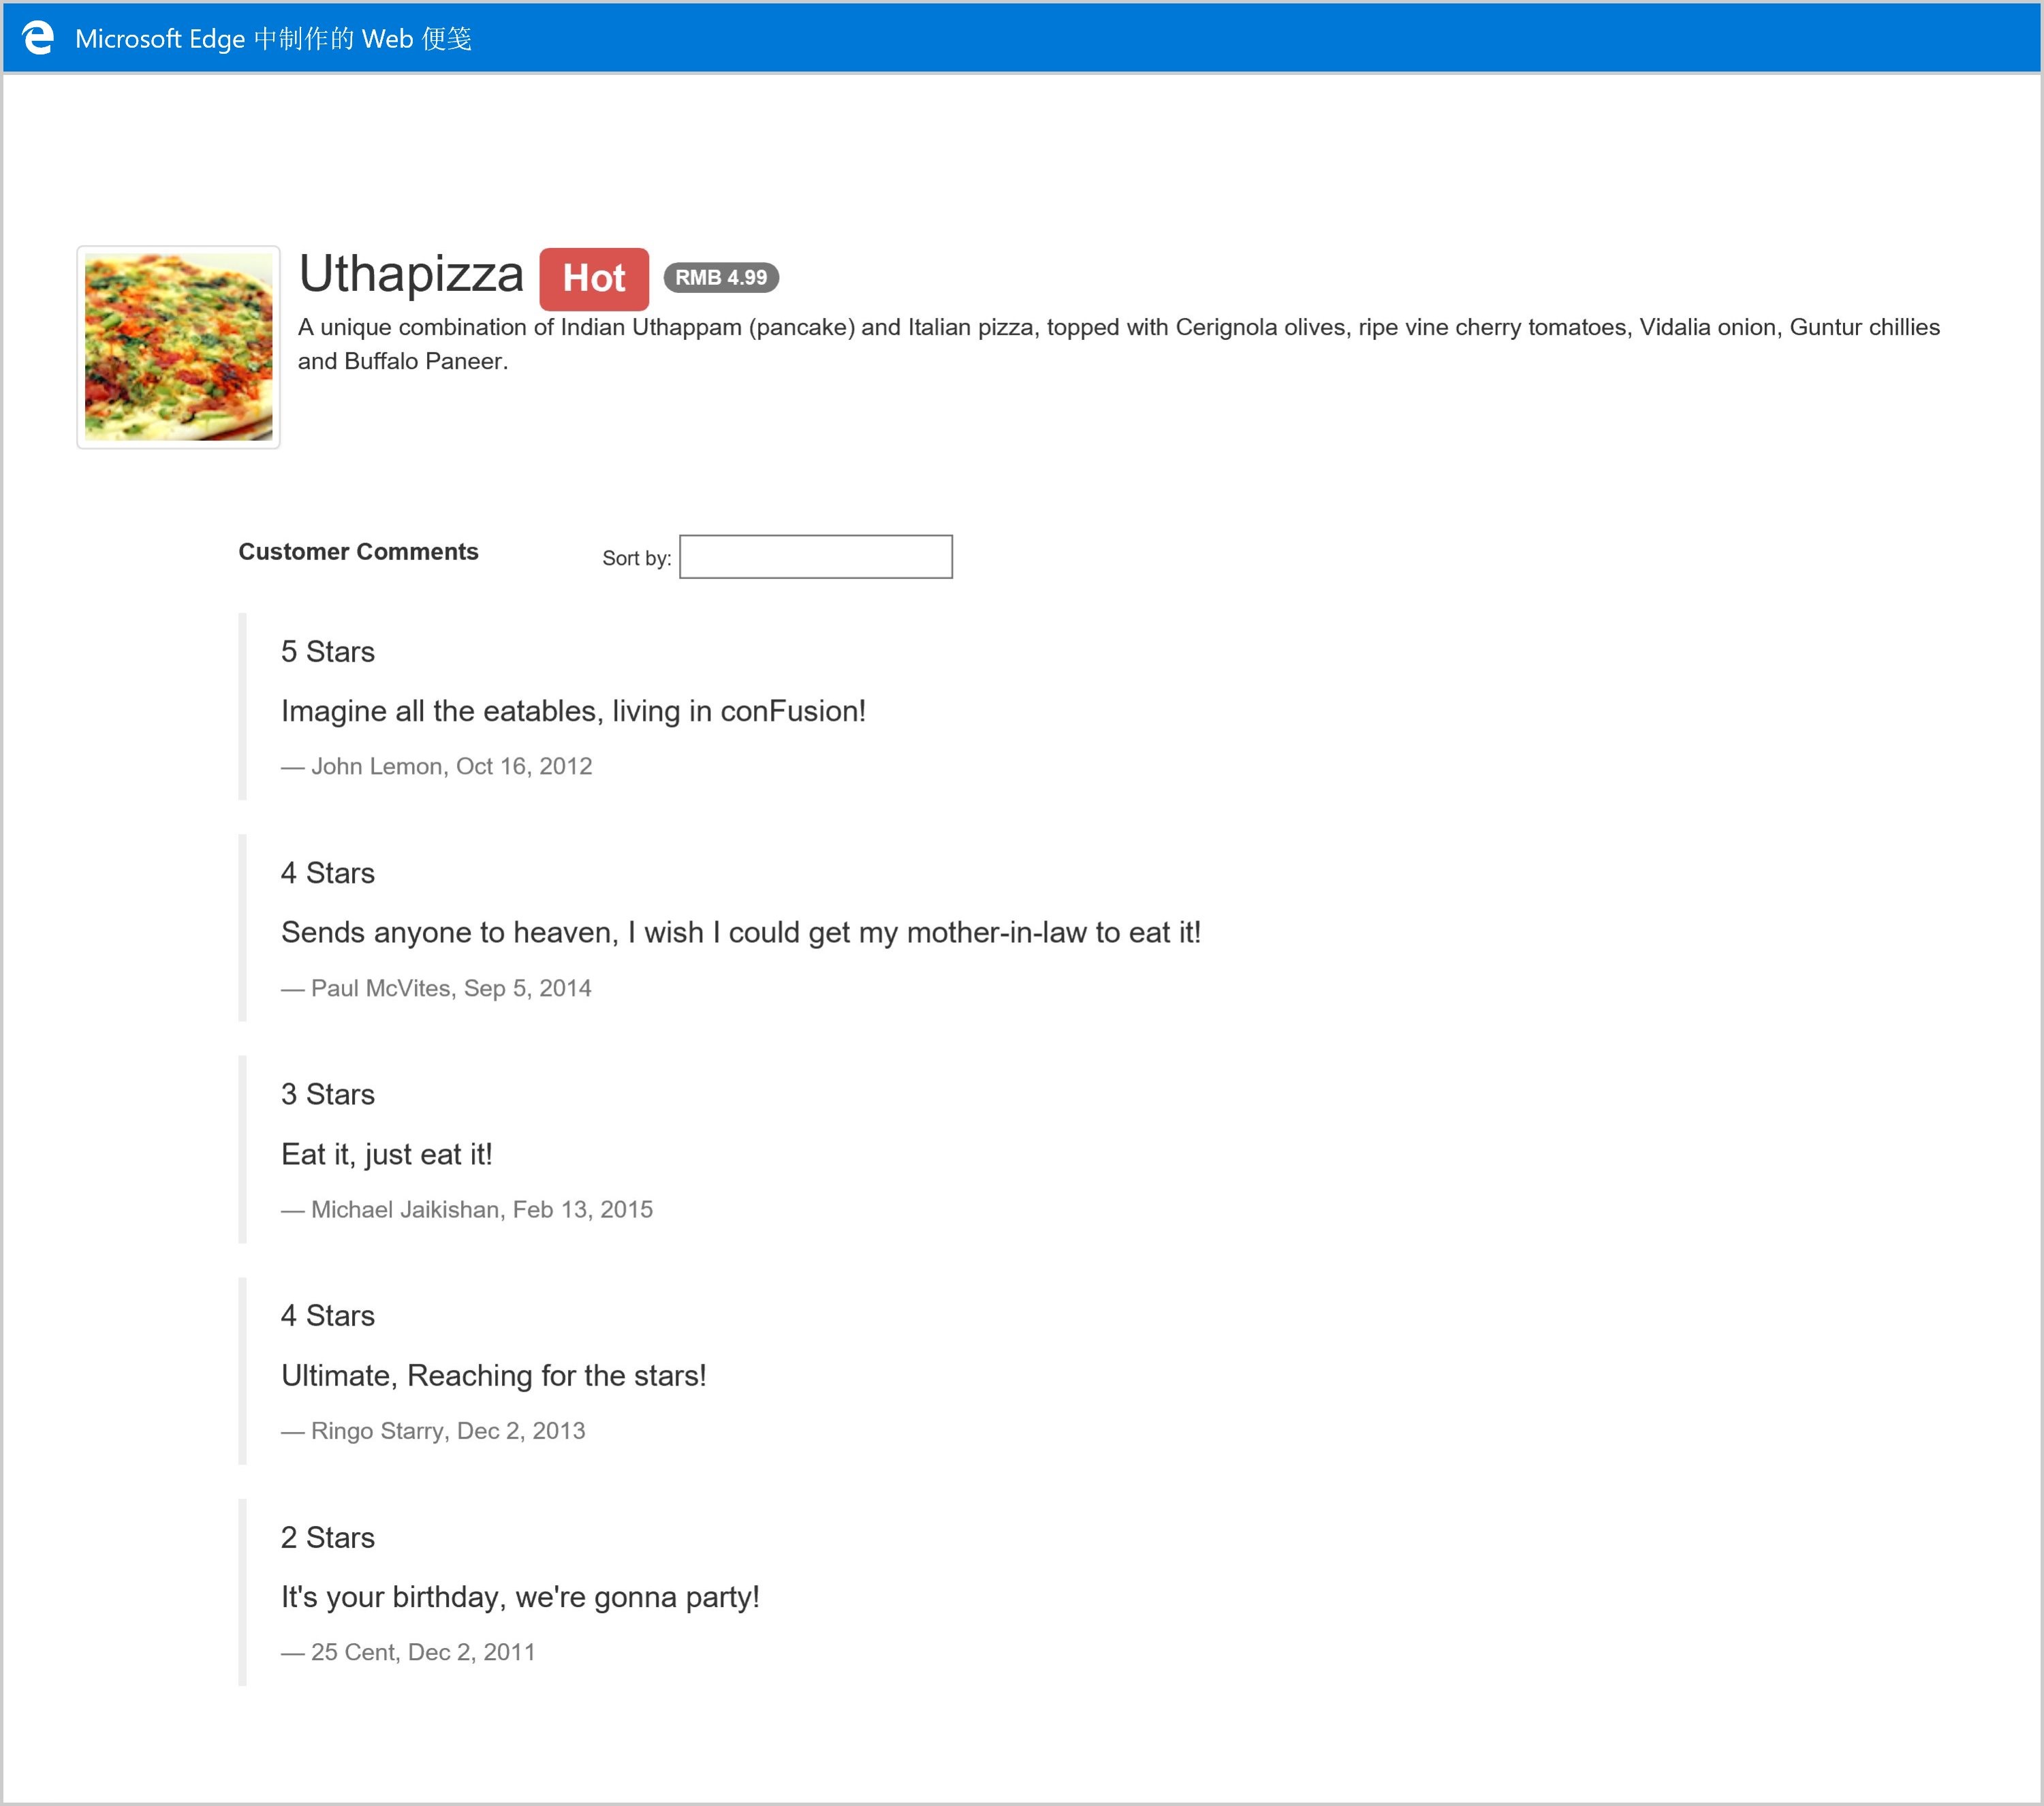 Microsoft Edge 中制作的 Web 便笺
Uthapizza Hot RMB 4.99
A unique combination of Indian Uthappam (pancake) and Italian pizza, topped with Cerignola olives, ripe vine cherry tomatoes, Vidalia onion, Guntur chillies
and Buffalo Paneer.
Customer Comments Sort by:
5 Stars
Imagine all the eatables, living in conFusion!
— John Lemon, Oct 16, 2012
4 Stars
Sends anyone to heaven, I wish I could get my mother-in-law to eat it!
— Paul McVites, Sep 5, 2014
3 Stars
Eat it, just eat it!
— Michael Jaikishan, Feb 13, 2015
4 Stars
Ultimate, Reaching for the stars!
— Ringo Starry, Dec 2, 2013
2 Stars
It's your birthday, we're gonna party!
— 25 Cent, Dec 2, 2011